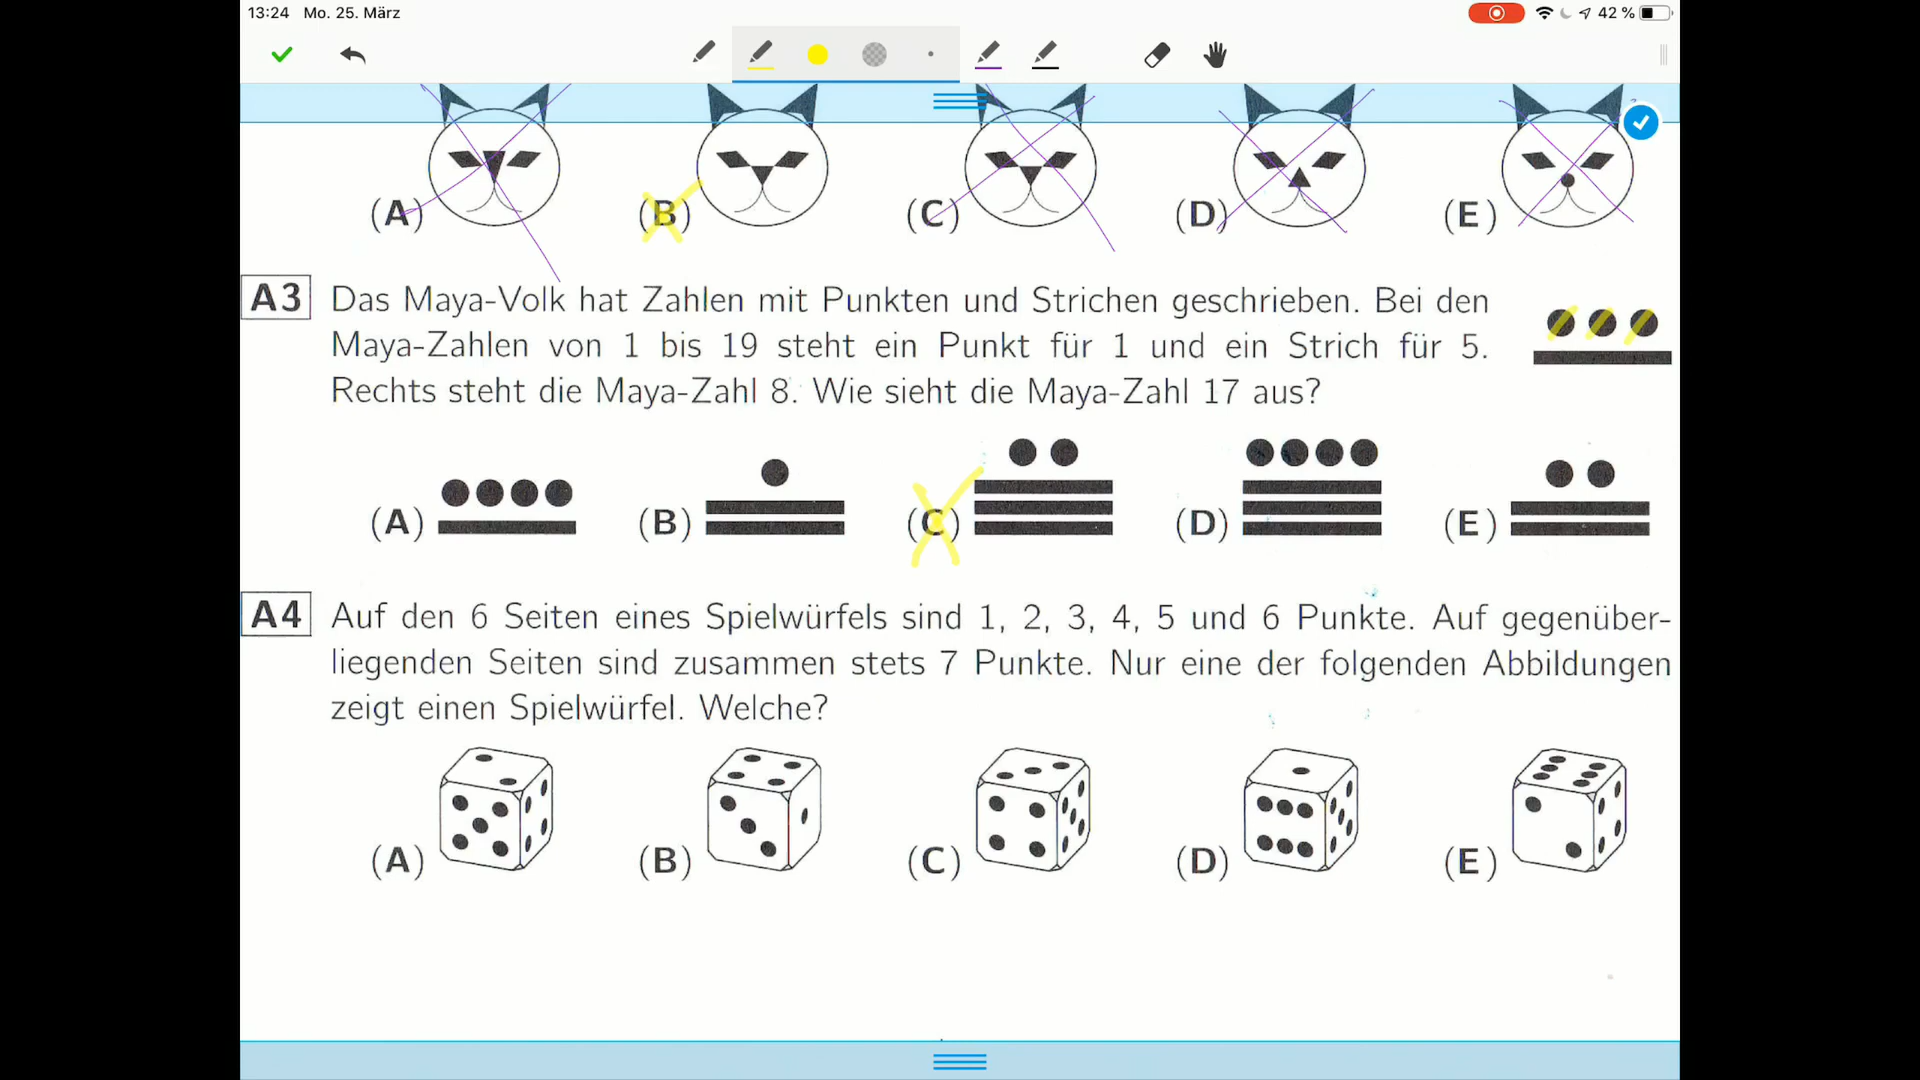 13:24 Mo. 25. März 42 %
(A) (B) (C) (D) (E)
A3 Das Maya-Volk hat Zahlen mit Punkten und Strichen geschrieben. Bei den
Maya-Zahlen von 1 bis 19 steht ein Punkt für 1 und ein Strich für 5.
Rechts steht die Maya-Zahl 8. Wie sieht die Maya-Zahl 17 aus?
(A) (B) (C) (D) (E)
A4 Auf den 6 Seiten eines Spielwürfels sind 1, 2, 3, 4, 5 und 6 Punkte. Auf gegenüber-
liegenden Seiten sind zusammen stets 7 Punkte. Nur eine der folgenden Abbildungen
zeigt einen Spielwürfel. Welche?
(A) (B) (C) (D) (E)